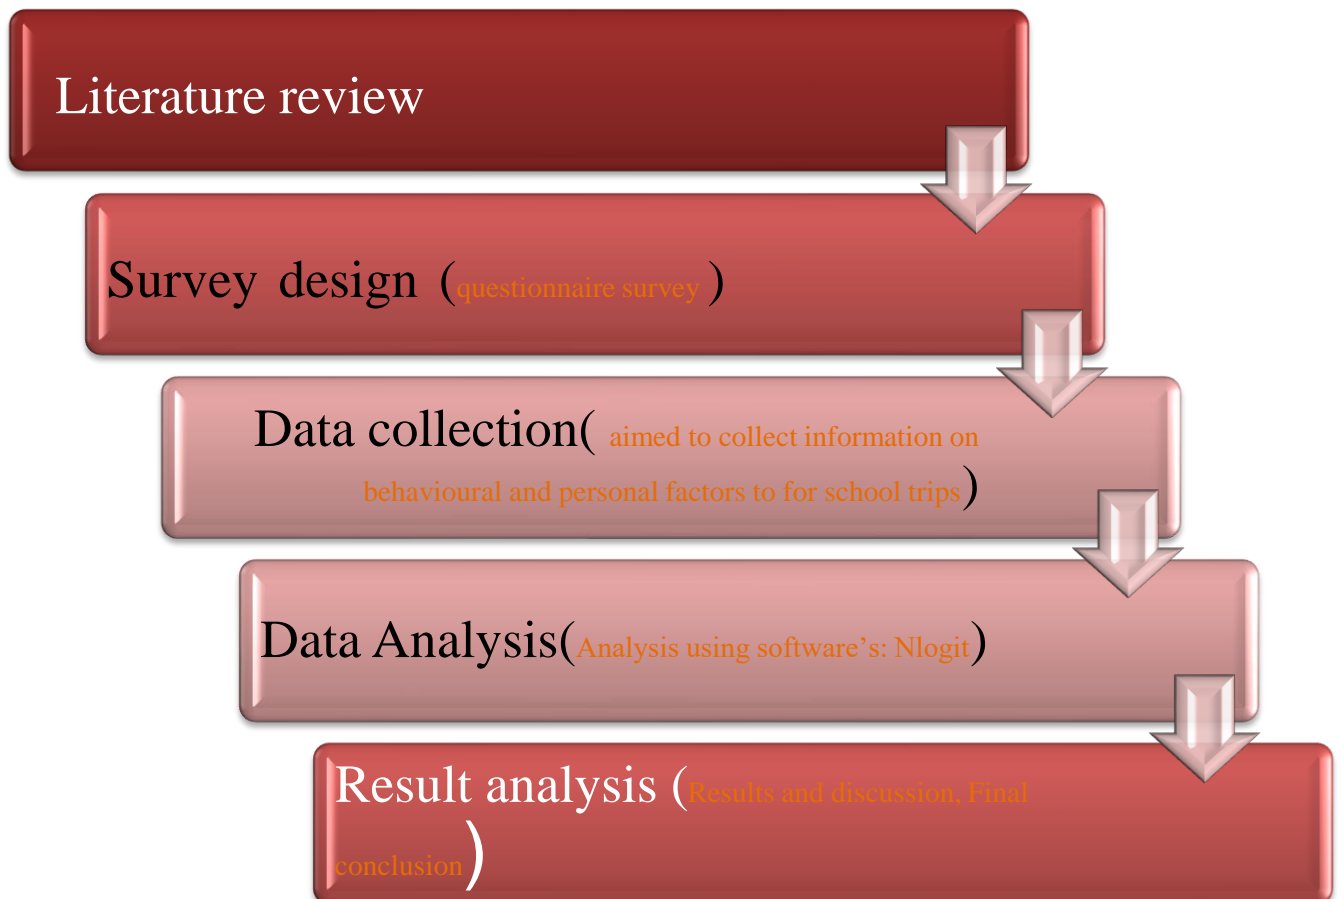 Literature review
Survey design (questionnaire survey )
Data collection( aimed to collect information on
behavioural and personal factors to for school trips)
Data Analysis(Analysis using software’s: Nlogit)
Result analysis (Results and discussion, Final
conclusion)